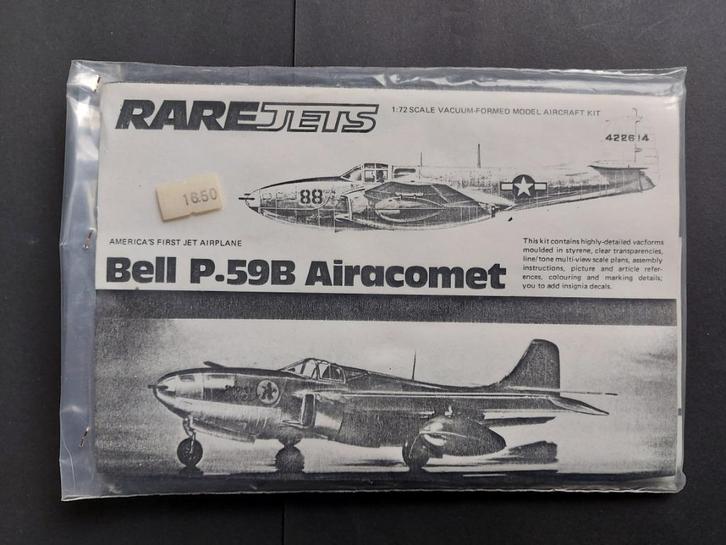 RAREJETS
1:72 SCALE VACUUM-FORMED MODEL AIRCRAFT KIT
422614
16.50
88
AMERICA'S FIRST JET AIRPLANE
Bell P.59B Airacomet
This kit contains highly-detailed vacforms
moulded in styrene, clear transparencies,
line/tone multi-view scale plans, assembly
instructions, picture and article refer-
ences, colouring and marking details;
you to add insignia decals.